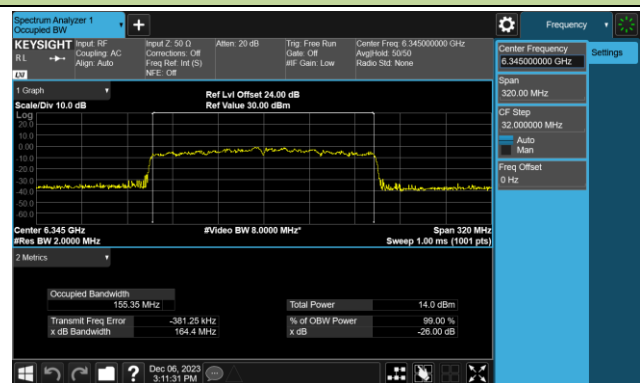 Spectrum Analyzer 1
Occupied BW
Frequency
KEYSIGHT
Input: RF
Input Z: 50 Ω
Atten: 20 dB
Trig: Free Run
Center Freq: 6.345000000 GHz
R L
Coupling: AC
Corrections: Off
Gate: Off
Avg|Hold: 50/50
Align: Auto
Freq Ref: Int (S)
#IF Gain: Low
Radio Std: None
NFE: Off
LXI
Center Frequency
6.345000000 GHz
Settings
Span
320.00 MHz
CF Step
32.000000 MHz
Auto
Man
Freq Offset
0 Hz
1 Graph
Ref Lvl Offset 24.00 dB
Scale/Div 10.0 dB
Ref Value 30.00 dBm
Log
20.0
10.0
0.00
-10.0
-20.0
-30.0
-40.0
-50.0
-60.0
Center 6.345 GHz
#Video BW 8.0000 MHz*
Span 320 MHz
#Res BW 2.0000 MHz
Sweep 1.00 ms (1001 pts)
2 Metrics
Occupied Bandwidth
155.35 MHz
Total Power
14.0 dBm
Transmit Freq Error
-381.25 kHz
% of OBW Power
99.00 %
x dB Bandwidth
164.4 MHz
x dB
-26.00 dB
Dec 06, 2023
3:11:31 PM